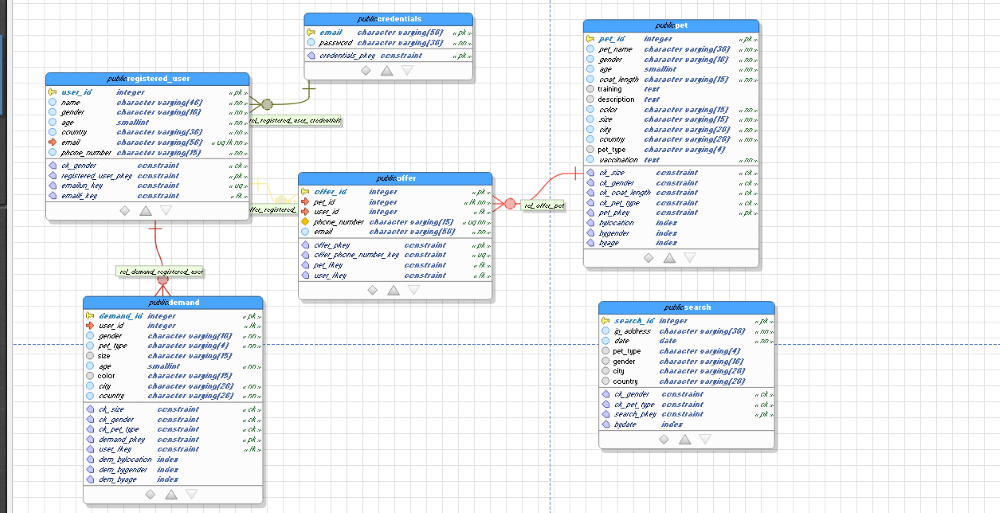 public.credentials
email character varying(50) « pk »
password character varying(30) « nn »
credentials_pkey constraint « pk »
public.registered_user
user_id integer « pk »
name character varying(40) « nn »
gender character varying(10) « nn »
age smallint « nn »
country character varying(30) « nn »
email character varying(50) « uq fk nn »
phone_number character varying(15) « nn »
ck_gender constraint « ck »
registered_user_pkey constraint « pk »
emailun_key constraint « uq »
email_key constraint « fk »
rel_registered_user_credentials
offer_registered_
rel_demand_registered_user
public.demand
demand_id integer « pk »
user_id integer « fk »
gender character varying(10) « nn »
pet_type character varying(4) « nn »
size character varying(15)
age smallint « nn »
color character varying(15)
city character varying(20) « nn »
country character varying(20) « nn »
ck_size constraint « ck »
ck_gender constraint « ck »
ck_pet_type constraint « ck »
demand_pkey constraint « pk »
user_fkey constraint « fk »
dem_bylocation index
dem_bygender index
dem_byage index
public.offer
offer_id integer « pk »
pet_id integer « fk nn »
user_id integer « fk nn »
phone_number character varying(15) « uq nn »
email character varying(50) « nn »
offer_pkey constraint « pk »
offer_phone_number_key constraint « uq »
pet_fkey constraint « fk »
user_fkey constraint « fk »
rel_offer_pet
public.pet
pet_id integer « pk »
pet_name character varying(30) « nn »
gender character varying(10) « nn »
age smallint « nn »
coat_length character varying(15) « nn »
training text
description text
color character varying(15) « nn »
size character varying(15) « nn »
city character varying(20) « nn »
country character varying(20) « nn »
pet_type character varying(4)
vaccination text « nn »
ck_size constraint « ck »
ck_gender constraint « ck »
ck_coat_length constraint « ck »
ck_pet_type constraint « ck »
pet_pkey constraint « pk »
bylocation index
bygender index
byage index
public.search
search_id integer « pk »
ip_address character varying(30) « nn »
date date « nn »
pet_type character varying(4)
gender character varying(10)
city character varying(20)
country character varying(20)
ck_gender constraint « ck »
ck_pet_type constraint « ck »
search_pkey constraint « pk »
bydate index